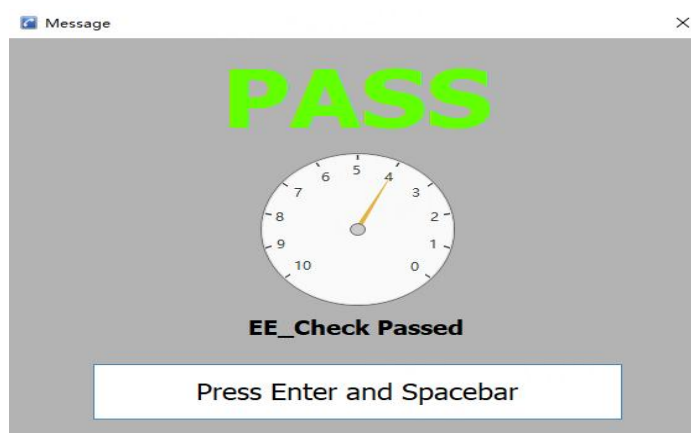 Message
PASS
5
6 4
7 3
8 2
9 1
10 0
EE_Check Passed
Press Enter and Spacebar